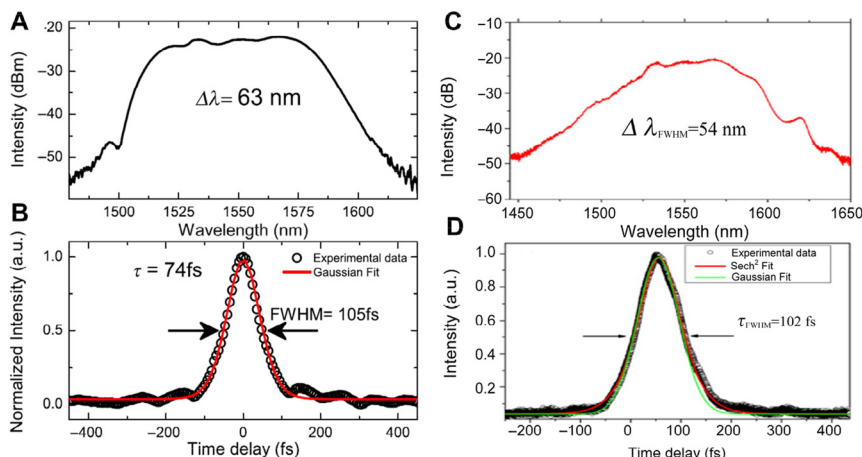 A
Intensity (dBm)
−20
−30
−40
−50
Δλ= 63 nm
1500
1525
1550
1575
1600
Wavelength (nm)
B
Normalized Intensity (a.u.)
1.0
0.5
0.0
τ = 74fs
Experimental data
Gaussian Fit
FWHM= 105fs
−400
−200
0
200
400
Time delay (fs)
C
Intensity (dB)
−10
−20
−30
−40
−50
−60
Δ λFWHM=54 nm
1450
1500
1550
1600
1650
Wavelength (nm)
D
Intensity (a.u.)
1.0
0.8
0.6
0.4
0.2
Experimental data
Sech² Fit
Gaussian Fit
τFWHM=102 fs
−200
−100
0
100
200
300
400
Time delay (fs)